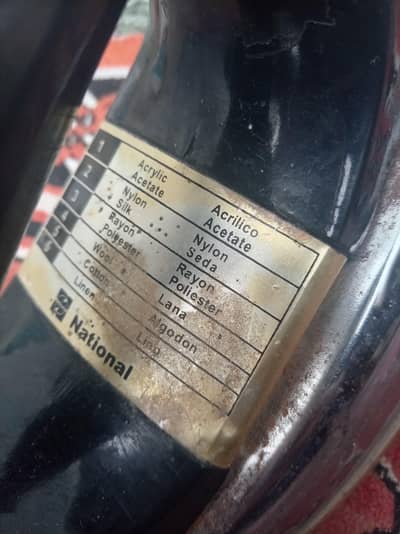 1 Acrylic Acrilico
Acetate Acetate
2 Nylon Nylon
Silk Seda
3 Rayon Rayon
Polyester Poliester
4 Wool Lana
5 Cotton Algodon
6 Linen Lino
National